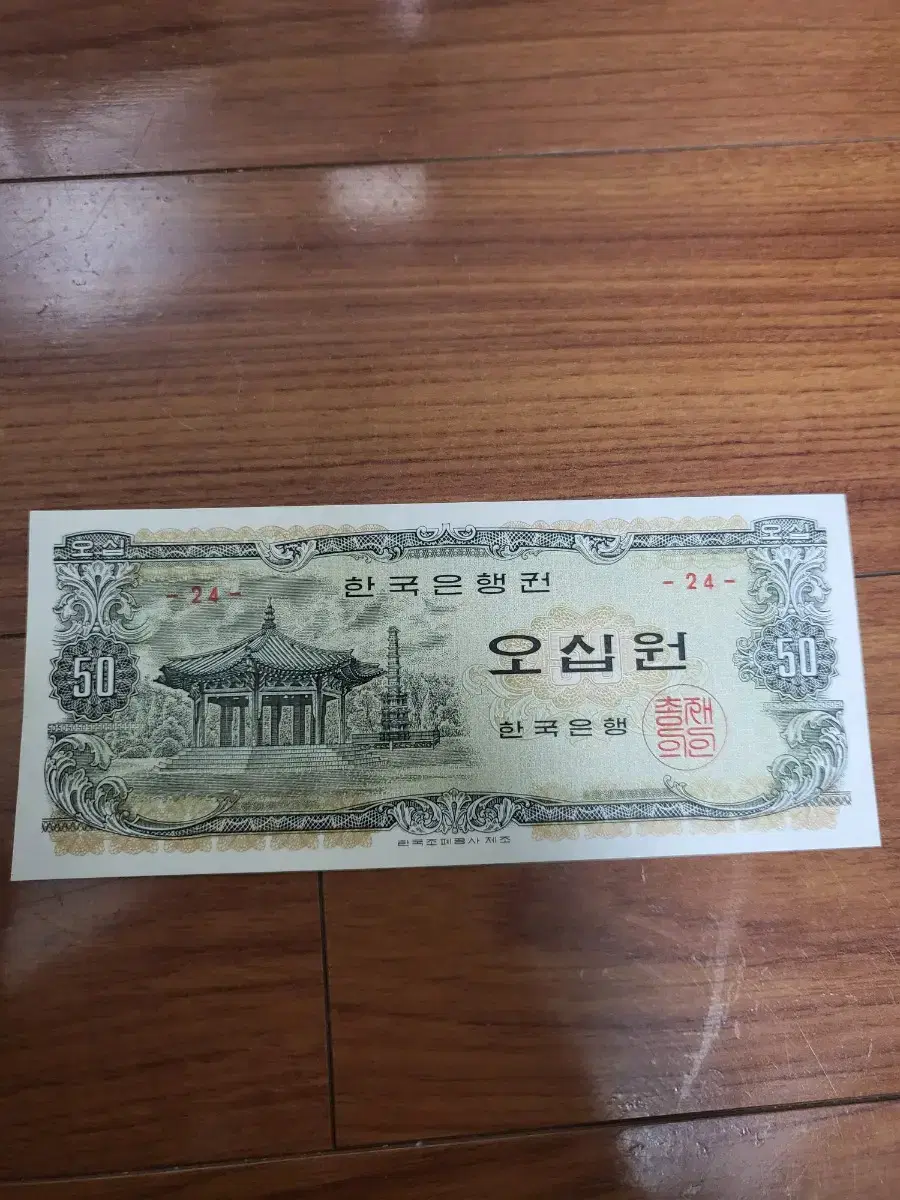 오십 오십
- 24 - 한국은행권 - 24 -
오십원
50 50
한국은행
총재의인
한국조폐공사제조